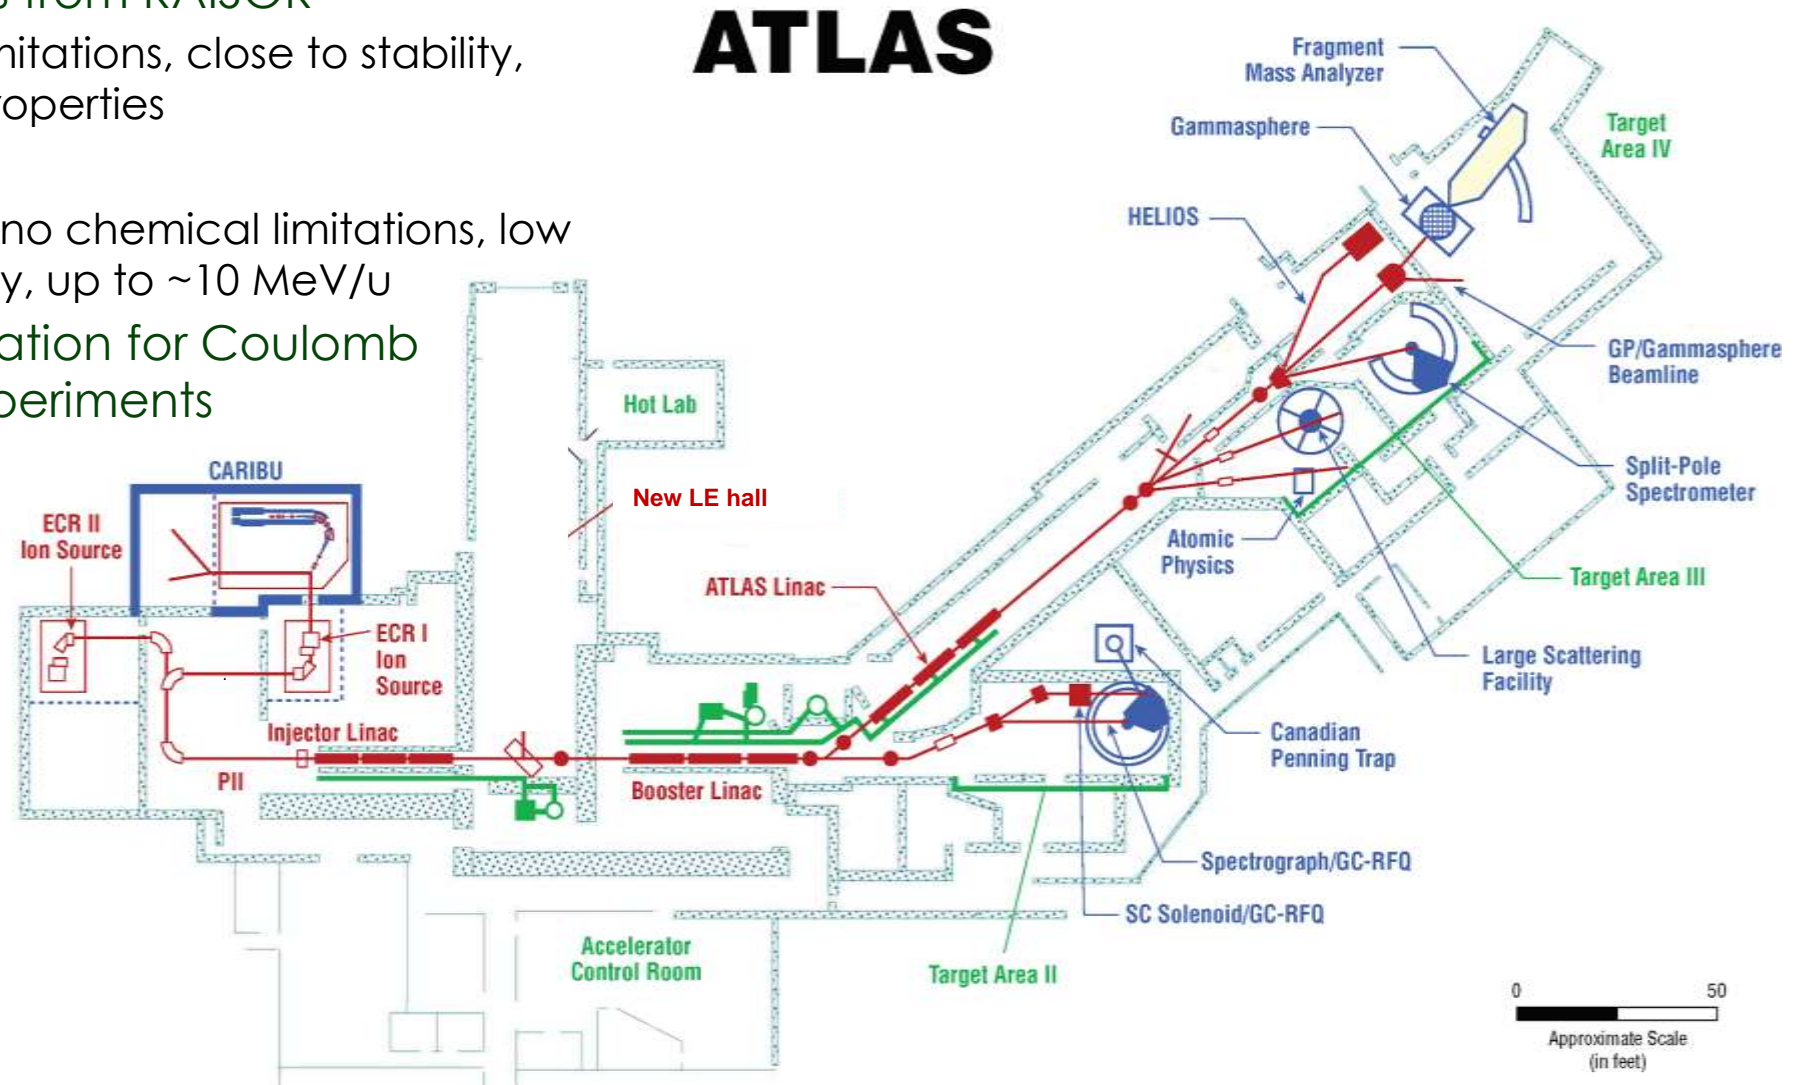 s from RAISOR
mitations, close to stability,
roperties
no chemical limitations, low
y, up to ~10 MeV/u
ation for Coulomb
periments
ATLAS
Fragment
Mass Analyzer
Gammasphere
Target
Area IV
HELIOS
GP/Gammasphere
Beamline
Hot Lab
Split-Pole
Spectrometer
CARIBU
New LE hall
ECR II
Ion Source
Atomic
Physics
ATLAS Linac
Target Area III
ECR I
Ion
Source
Large Scattering
Facility
Injector Linac
Canadian
Penning Trap
PII
Booster Linac
Spectrograph/GC-RFQ
SC Solenoid/GC-RFQ
Accelerator
Control Room
Target Area II
0 50
Approximate Scale
(in feet)